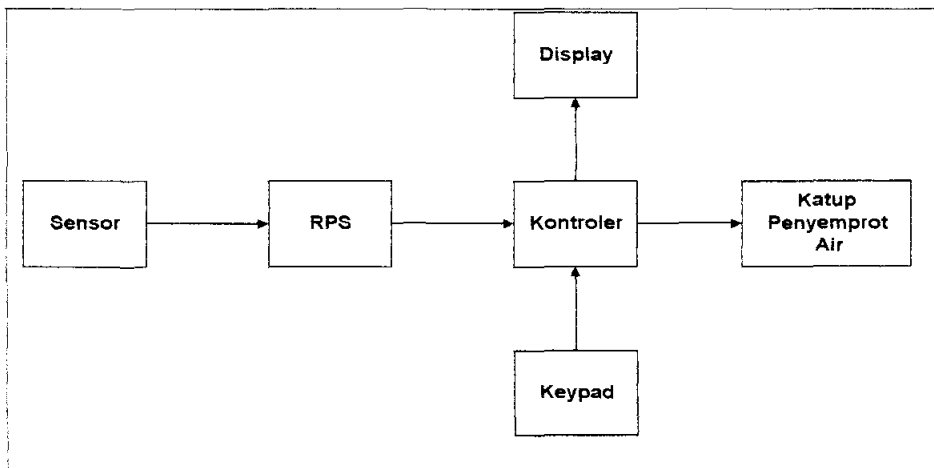 Display
Sensor
RPS
Kontroler
Katup
Penyemprot
Air
Keypad